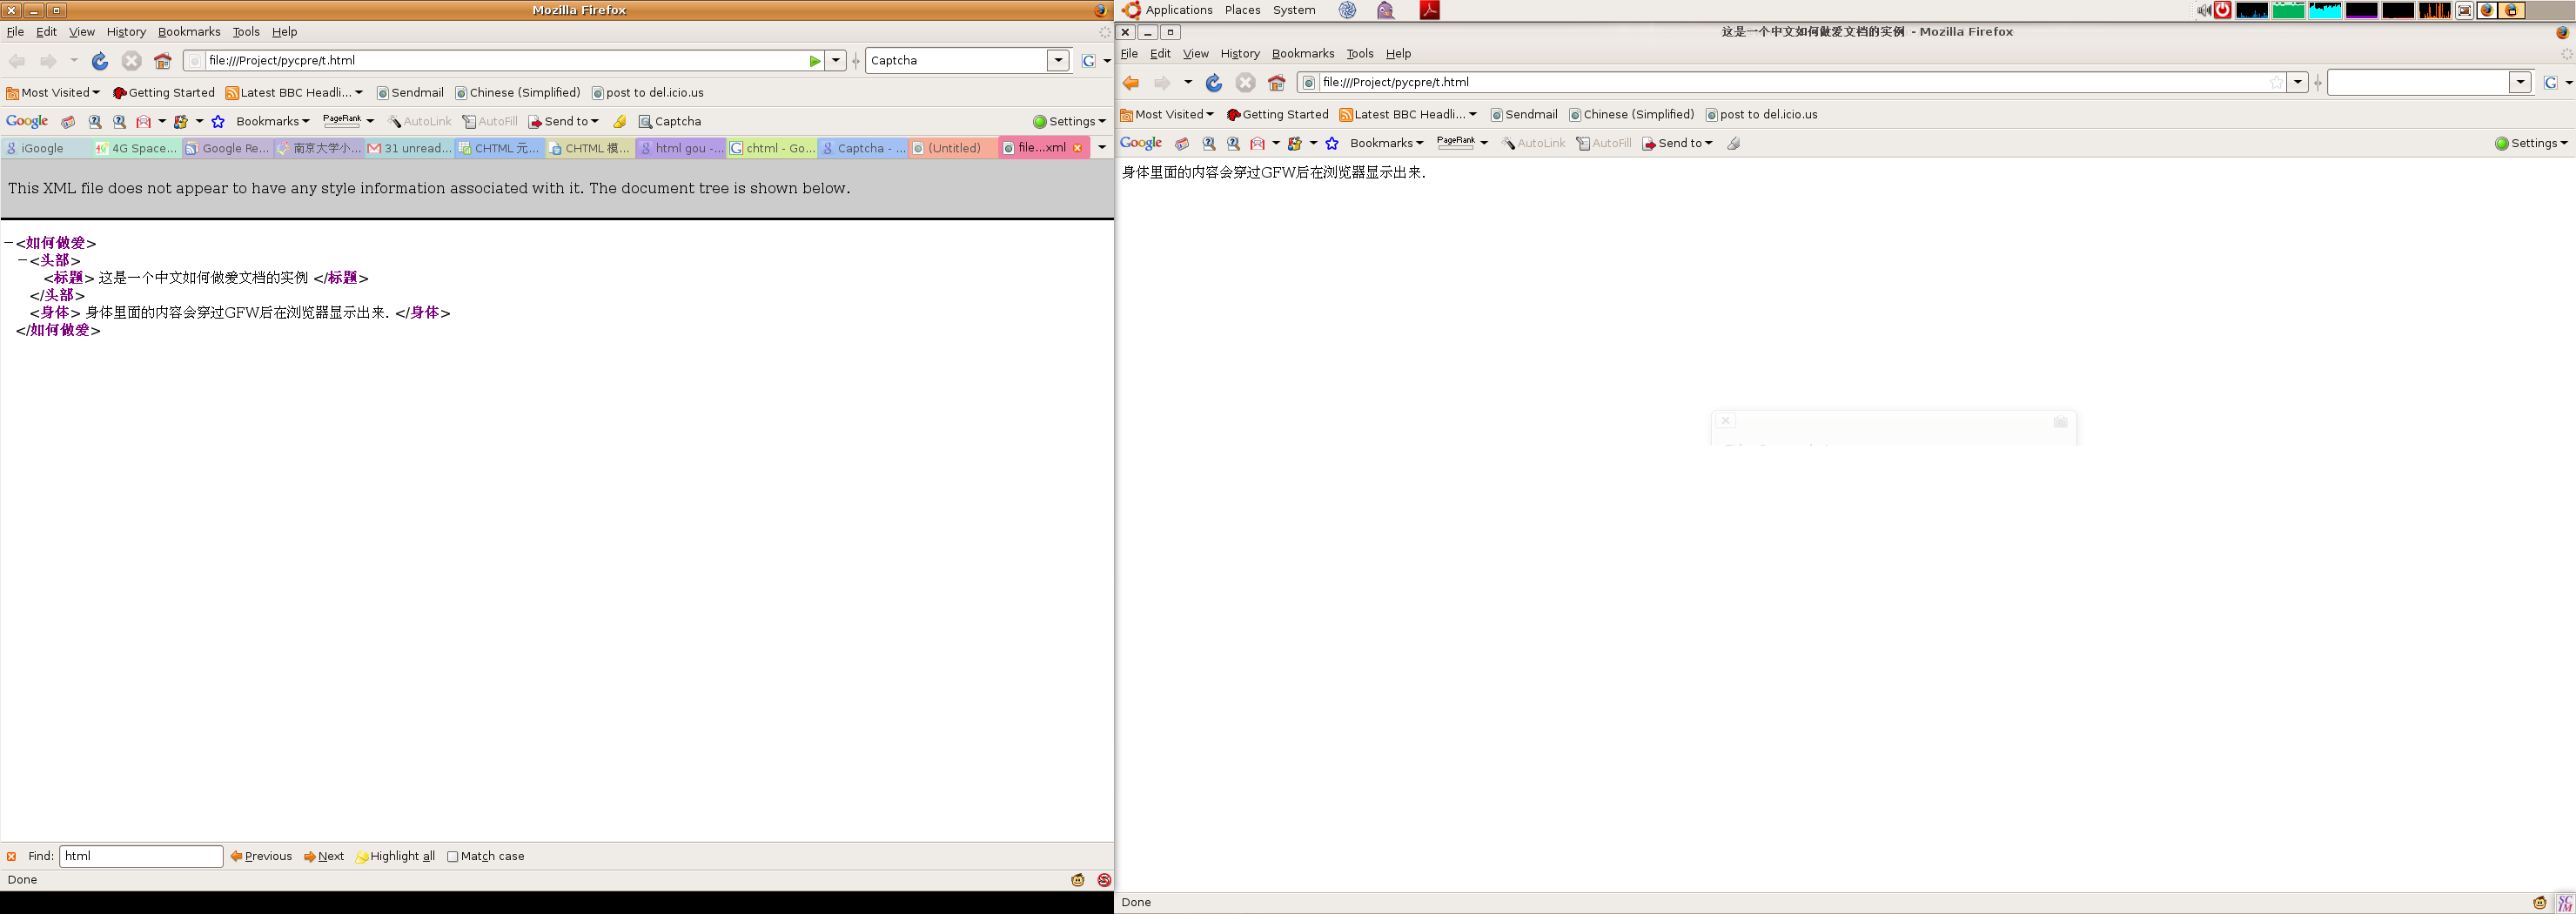 Mozilla Firefox
File Edit View History Bookmarks Tools Help
file:///Project/pycpre/t.html Captcha
Most Visited Getting Started Latest BBC Headli... Sendmail Chinese (Simplified) post to del.icio.us
Google Bookmarks PageRank AutoLink AutoFill Send to Captcha Settings
iGoogle 4G Space... Google Re... 南京大学小... 31 unread... CHTML 元... CHTML 模... html gou -... chtml - Go... Captcha - ... (Untitled) file...xml
This XML file does not appear to have any style information associated with it. The document tree is shown below.
−<如何做爱>
−<头部>
<标题> 这是一个中文如何做爱文档的实例 </标题>
</头部>
<身体> 身体里面的内容会穿过GFW后在浏览器显示出来. </身体>
</如何做爱>
Find: html Previous Next Highlight all Match case
Done
Applications Places System
这是一个中文如何做爱文档的实例 - Mozilla Firefox
File Edit View History Bookmarks Tools Help
file:///Project/pycpre/t.html
Most Visited Getting Started Latest BBC Headli... Sendmail Chinese (Simplified) post to del.icio.us
Google Bookmarks PageRank AutoLink AutoFill Send to Settings
身体里面的内容会穿过GFW后在浏览器显示出来.
Done